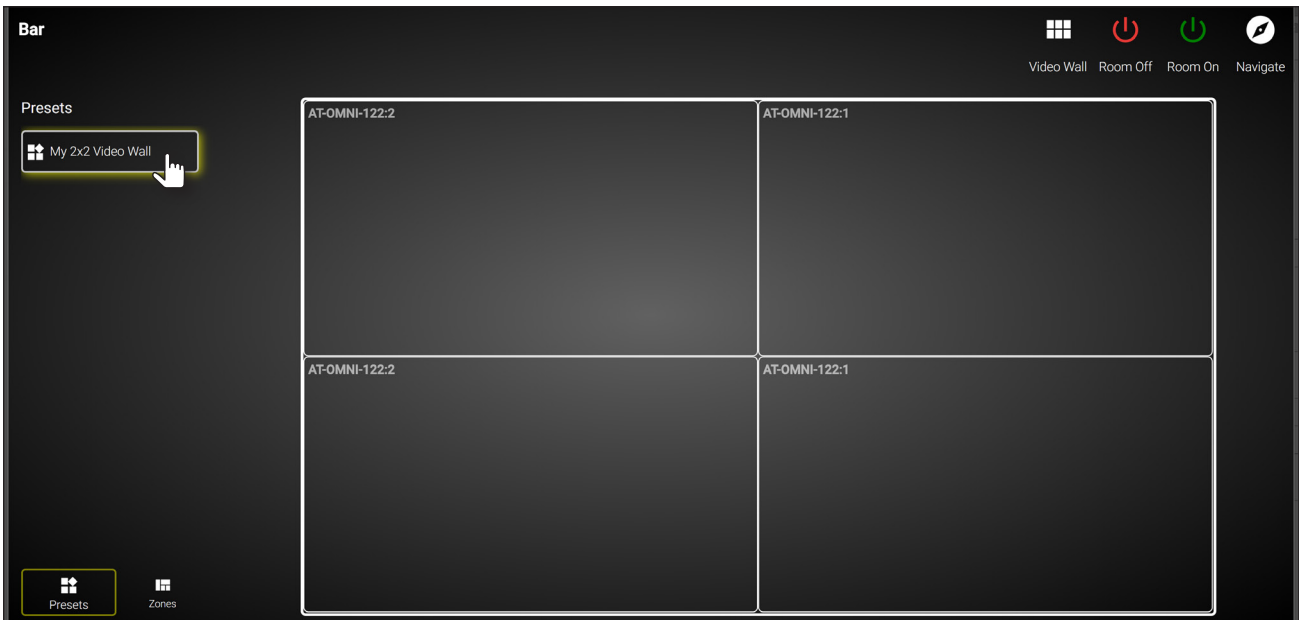 Bar
Video Wall Room Off Room On Navigate
Presets
My 2x2 Video Wall
AT-OMNI-122:2 AT-OMNI-122:1
AT-OMNI-122:2 AT-OMNI-122:1
Presets Zones